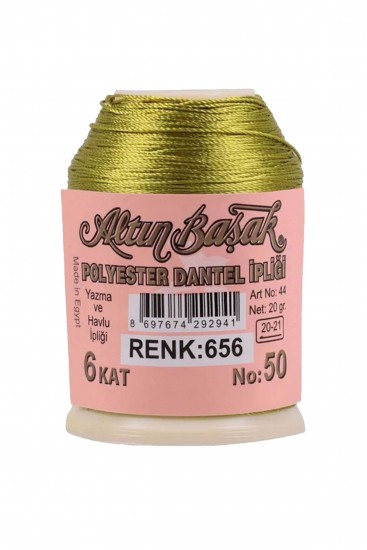 Altın Başak
POLYESTER DANTEL İPLİĞİ
Made in Egypt
Yazma
ve
Havlu
İpliği
8 697674 292941
Art No: 44
Net: 20 gr.
20-21
RENK:656
6 KAT
No: 50